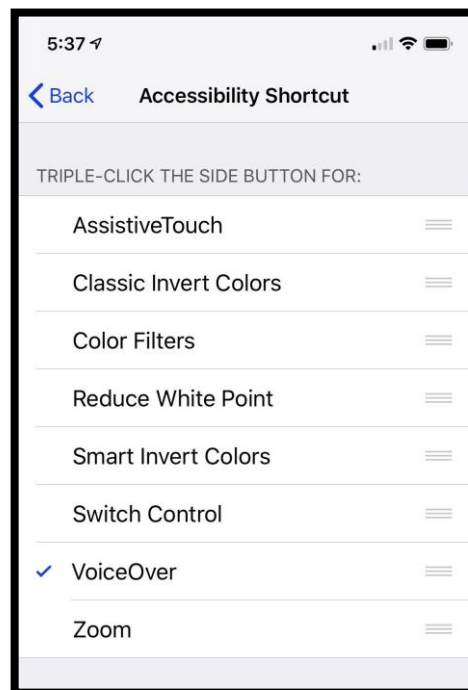 5:37
Back
Accessibility Shortcut
TRIPLE-CLICK THE SIDE BUTTON FOR:
AssistiveTouch
Classic Invert Colors
Color Filters
Reduce White Point
Smart Invert Colors
Switch Control
VoiceOver
Zoom